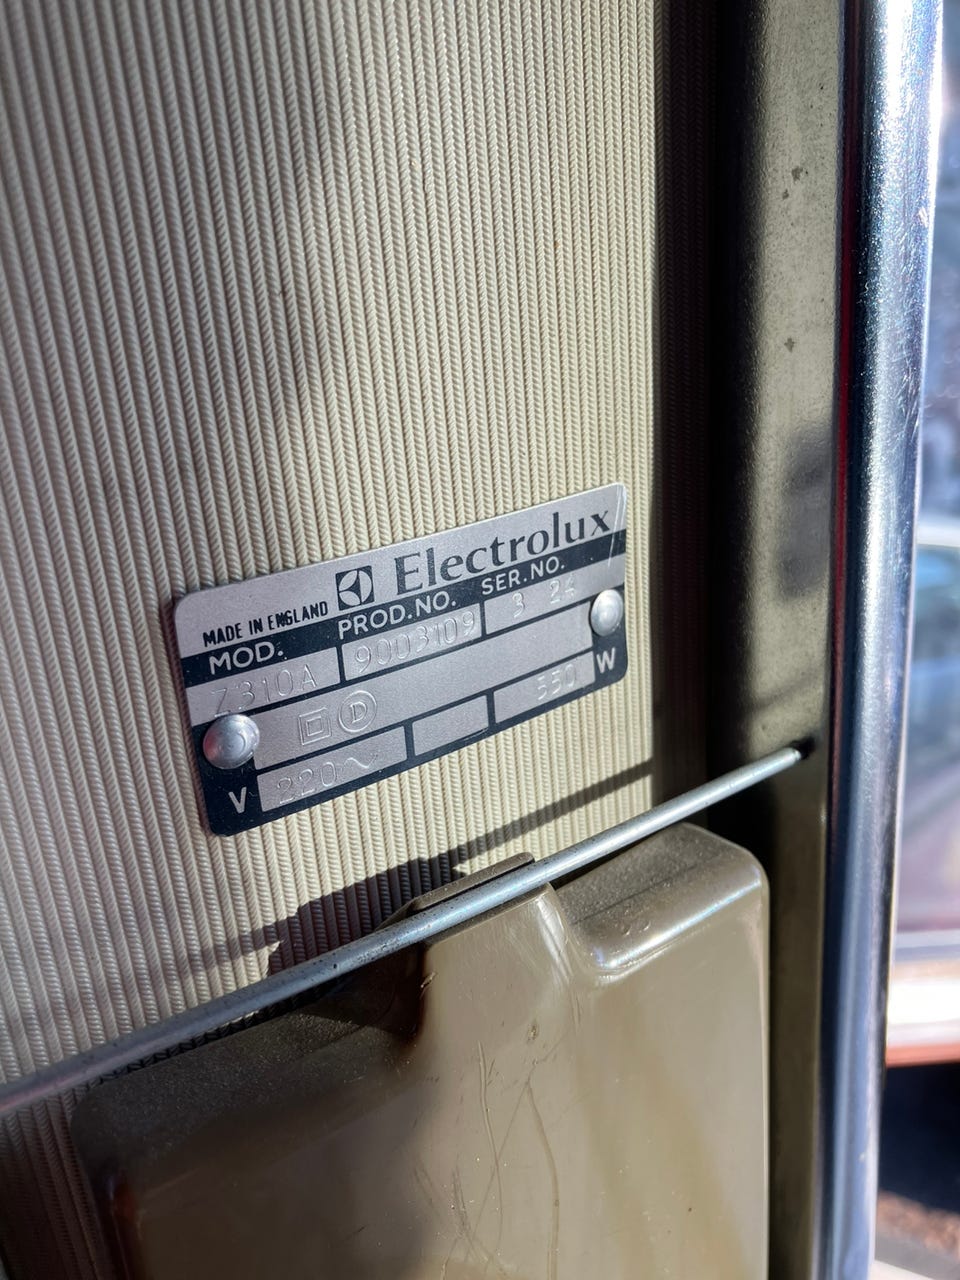 Electrolux
MADE IN ENGLAND
MOD. PROD.NO. SER.NO.
Z310A 9003109 3 24
D
V 220~ 550 W